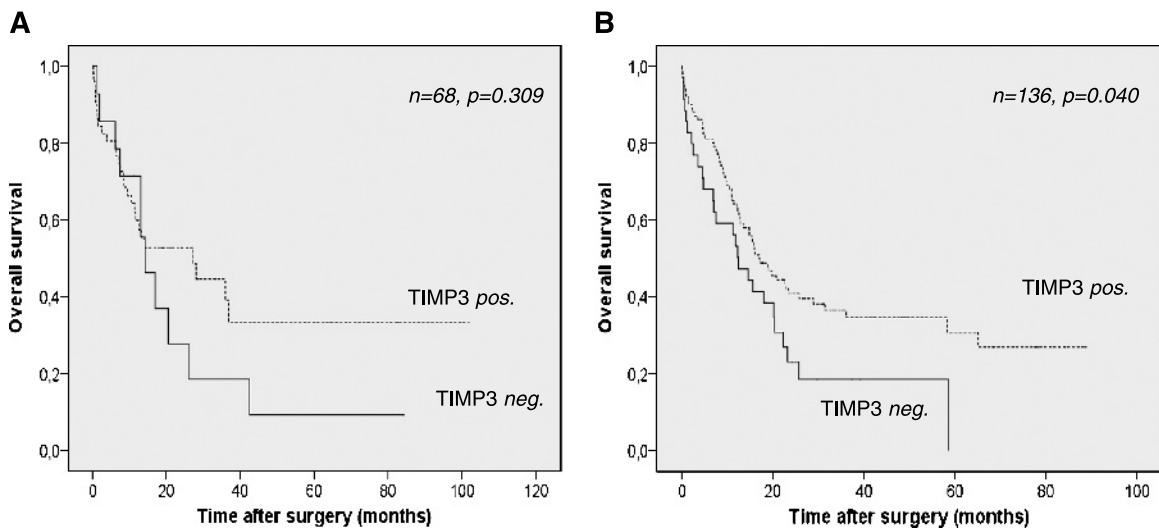 A
n=68, p=0.309
Overall survival
1,0
0,8
0,6
0,4
0,2
0,0
TIMP3 pos.
TIMP3 neg.
0 20 40 60 80 100 120
Time after surgery (months)
B
n=136, p=0.040
Overall survival
1,0
0,8
0,6
0,4
0,2
0,0
TIMP3 pos.
TIMP3 neg.
0 20 40 60 80 100
Time after surgery (months)